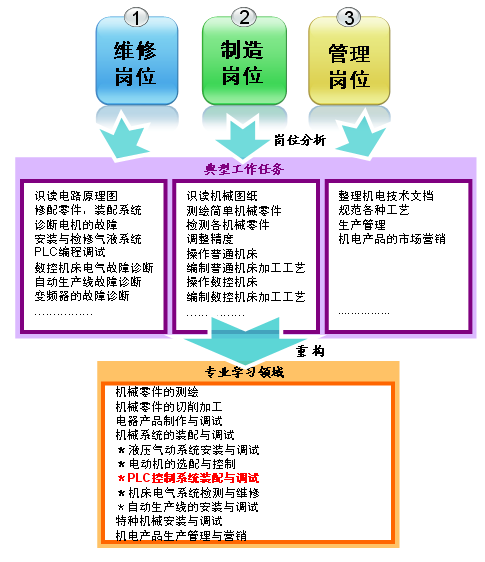 1
维修
岗位
2
制造
岗位
3
管理
岗位
岗位分析
典型工作任务
识读电路原理图
修配零件，装配系统
诊断电机的故障
安装与检修气液系统
PLC编程调试
数控机床电气故障诊断
自动生产线故障诊断
变频器的故障诊断
................
识读机械图纸
测绘简单机械零件
检测各机械零件
调整精度
操作普通机床
编制普通机床加工工艺
操作数控机床
编制数控机床加工工艺
...... ........
整理机电技术文档
规范各种工艺
生产管理
机电产品的市场营销
..............
重 构
专业学习领域
机械零件的测绘
机械零件的切削加工
电器产品制作与调试
机械系统的装配与调试
＊液压气动系统安装与调试
＊电动机的选配与控制
＊PLC控制系统装配与调试
＊机床电气系统检测与维修
＊自动生产线的安装与调试
特种机械安装与调试
机电产品生产管理与营销